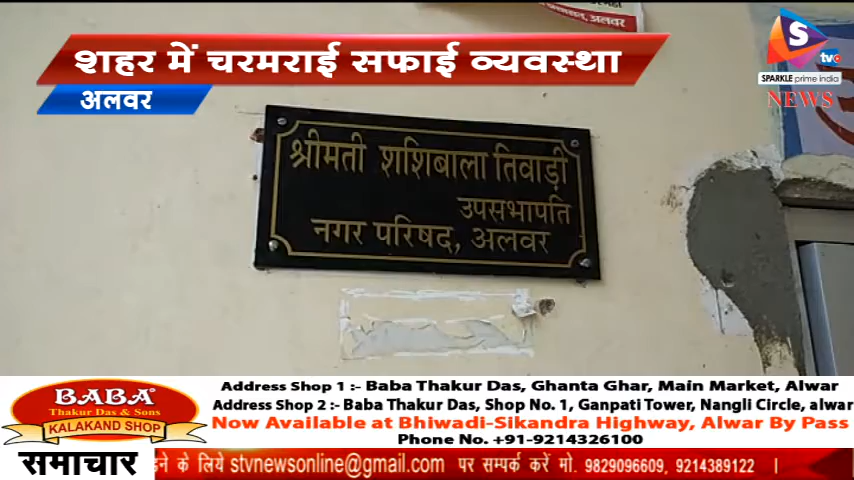 अलवर
शहर में चरमराई सफाई व्यवस्था
अलवर
S
tv
SPARKLE prime INDIA
NEWS
श्रीमती शशिबाला तिवाड़ी
उपसभापति
नगर परिषद, अलवर
BABA
Thakur Das & Sons
KALAKAND SHOP
Address Shop 1 :- Baba Thakur Das, Ghanta Ghar, Main Market, Alwar
Address Shop 2 :- Baba Thakur Das, Shop No. 1, Ganpati Tower, Nangli Circle, alwar
Now Available at Bhiwadi-Sikandra Highway, Alwar By Pass
Phone No. +91-9214326100
समाचार
ड़ने के लिये stvnewsonline@gmail.com पर सम्पर्क करें मो. 9829096609, 9214389122 ।